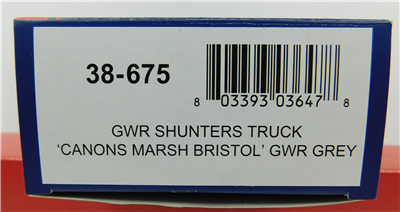 38-675
8 03393 03647 8
GWR SHUNTERS TRUCK
‘CANONS MARSH BRISTOL’ GWR GREY